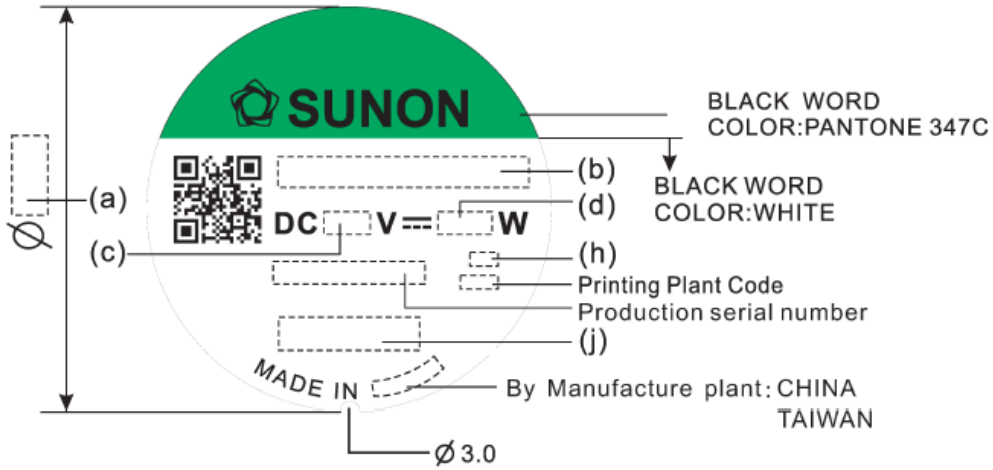 SUNON
BLACK WORD
COLOR:PANTONE 347C
BLACK WORD
COLOR:WHITE
(a)
Ø
(b)
DC V W
(d)
(c)
(h)
Printing Plant Code
Production serial number
(j)
MADE IN
By Manufacture plant: CHINA
TAIWAN
Ø 3.0